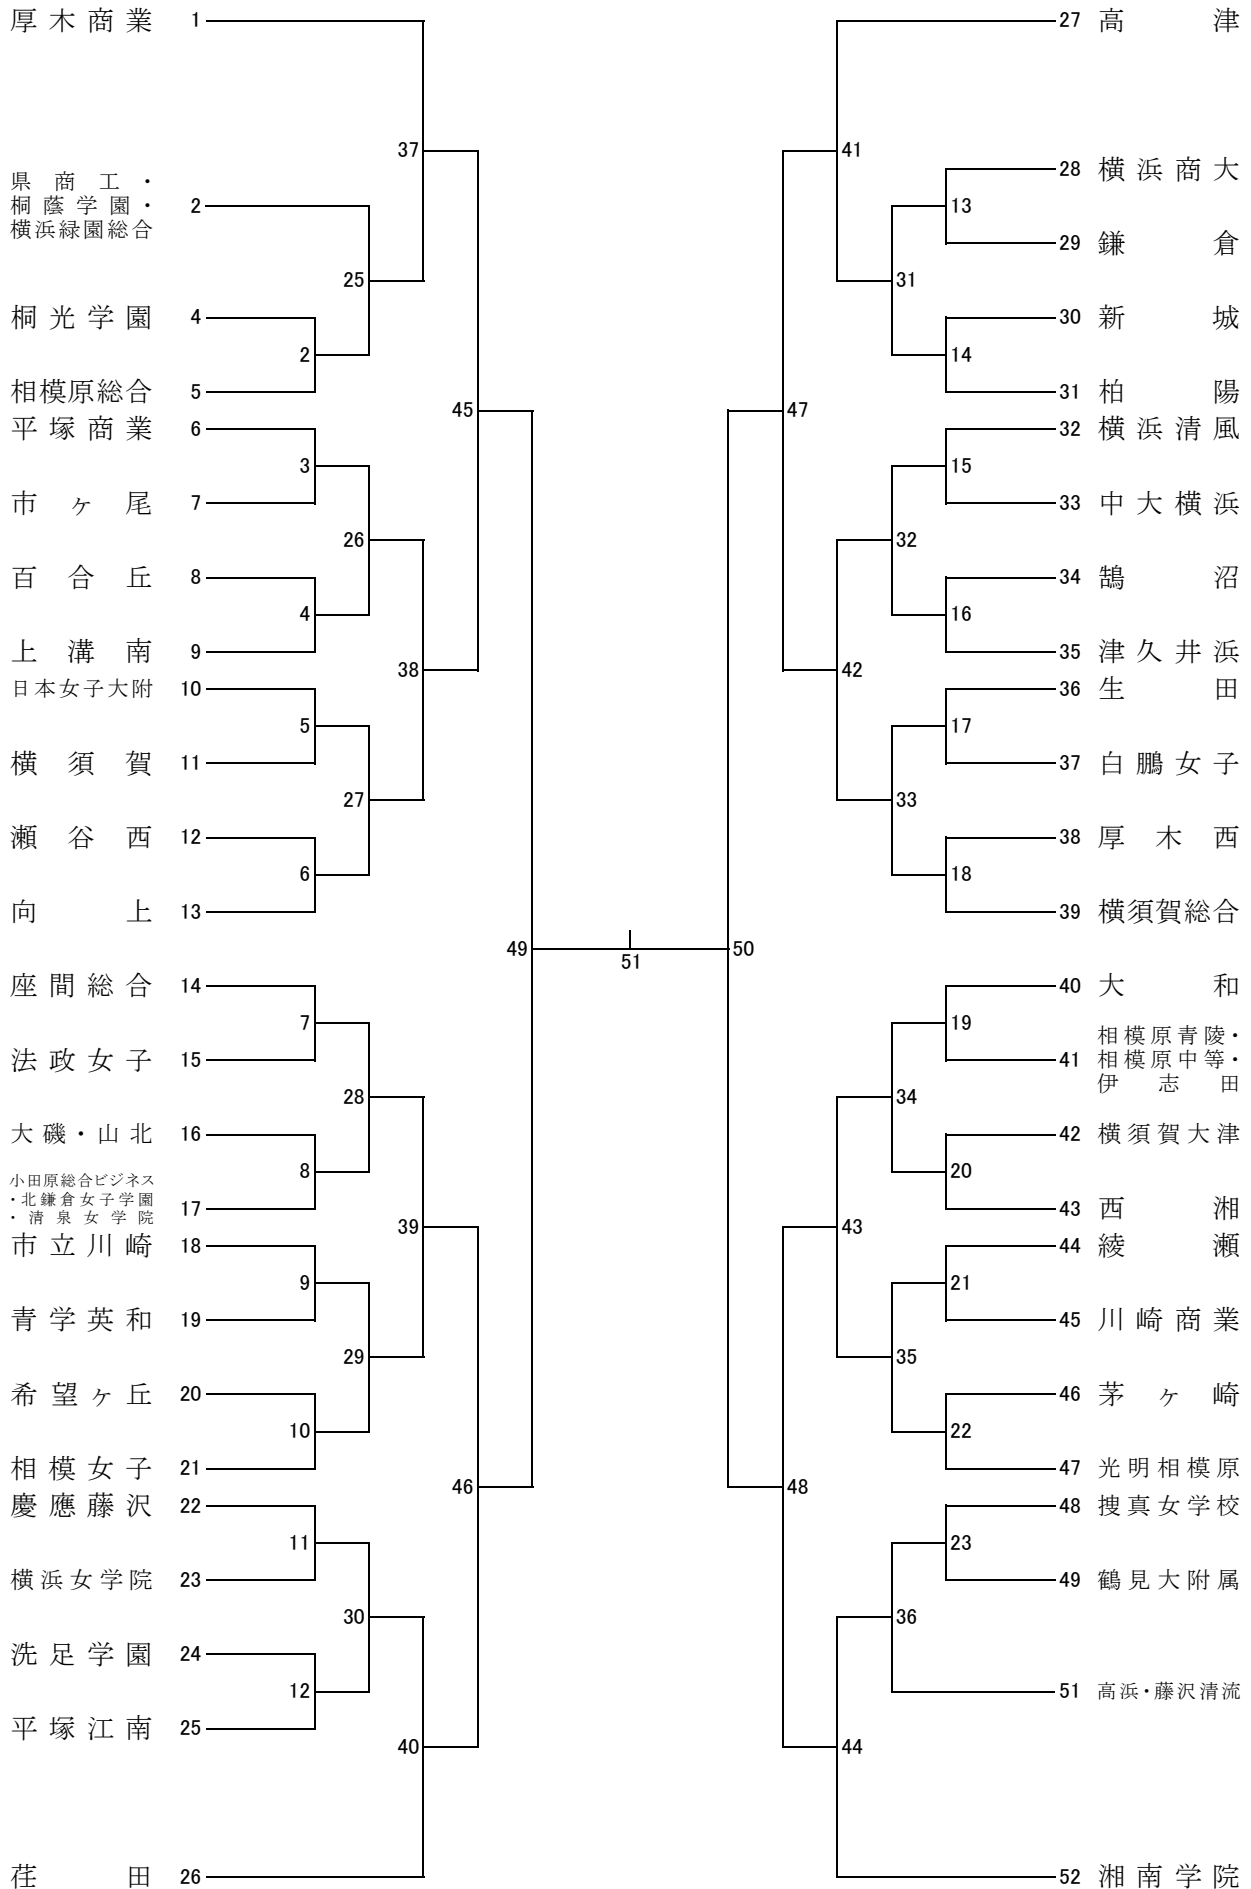 厚木商業 1
37
県商工・
桐蔭学園・
横浜緑園総合
2
25
桐光学園 4
2
相模原総合 5
45
平塚商業 6
3
市ヶ尾 7
26
百合丘 8
4
上溝南 9
38
日本女子大附 10
5
横須賀 11
27
瀬谷西 12
6
向上 13
49
座間総合 14
7
法政女子 15
28
大磯・山北 16
8
小田原総合ビジネス
・北鎌倉女子学園
・清泉女学院
17
39
市立川崎 18
9
青学英和 19
29
希望ヶ丘 20
10
相模女子 21
46
慶應藤沢 22
11
横浜女学院 23
30
洗足学園 24
12
平塚江南 25
40
荏田 26
51
27 高津
41
28 横浜商大
13
29 鎌倉
31
30 新城
14
31 柏陽
47
32 横浜清風
15
33 中大横浜
32
34 鵠沼
16
35 津久井浜
42
36 生田
17
37 白鵬女子
33
38 厚木西
18
39 横須賀総合
50
40 大和
19
41
相模原青陵・
相模原中等・
伊志田
34
42 横須賀大津
20
43 西湘
43
44 綾瀬
21
45 川崎商業
35
46 茅ヶ崎
22
47 光明相模原
48
48 捜真女学校
23
49 鶴見大附属
36
51 高浜・藤沢清流
44
52 湘南学院